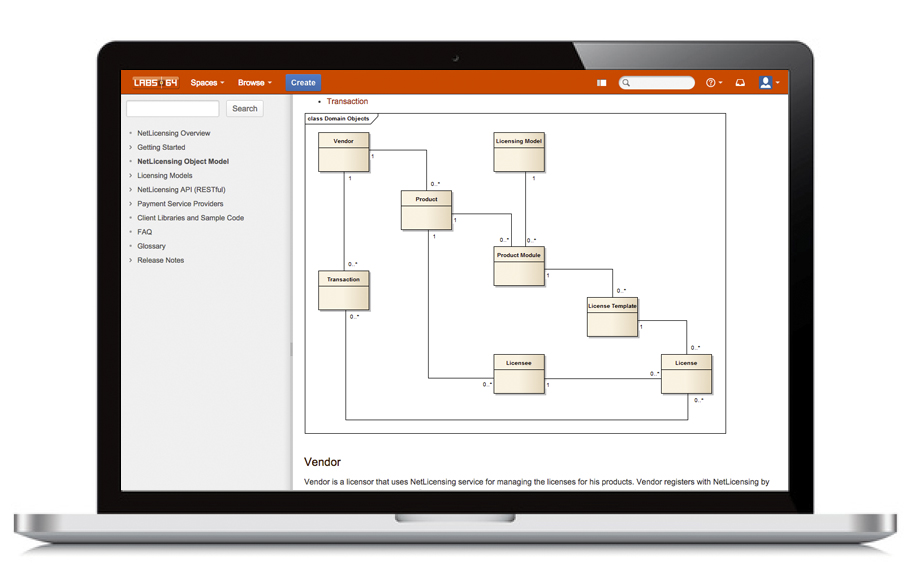 LABS 64 Spaces Browse Create
Search
NetLicensing Overview
Getting Started
NetLicensing Object Model
Licensing Models
NetLicensing API (RESTful)
Payment Service Providers
Client Libraries and Sample Code
FAQ
Glossary
Release Notes
Transaction
class Domain Objects
Vendor
Licensing Model
1
1
0..*
1
Product
1
1
0..*
0..*
Product Module
1
0..*
Transaction
0..*
0..*
License Template
1
0..*
Licensee
0..*
1
0..*
License
0..*
Vendor
Vendor is a licensor that uses NetLicensing service for managing the licenses for his products. Vendor registers with NetLicensing by